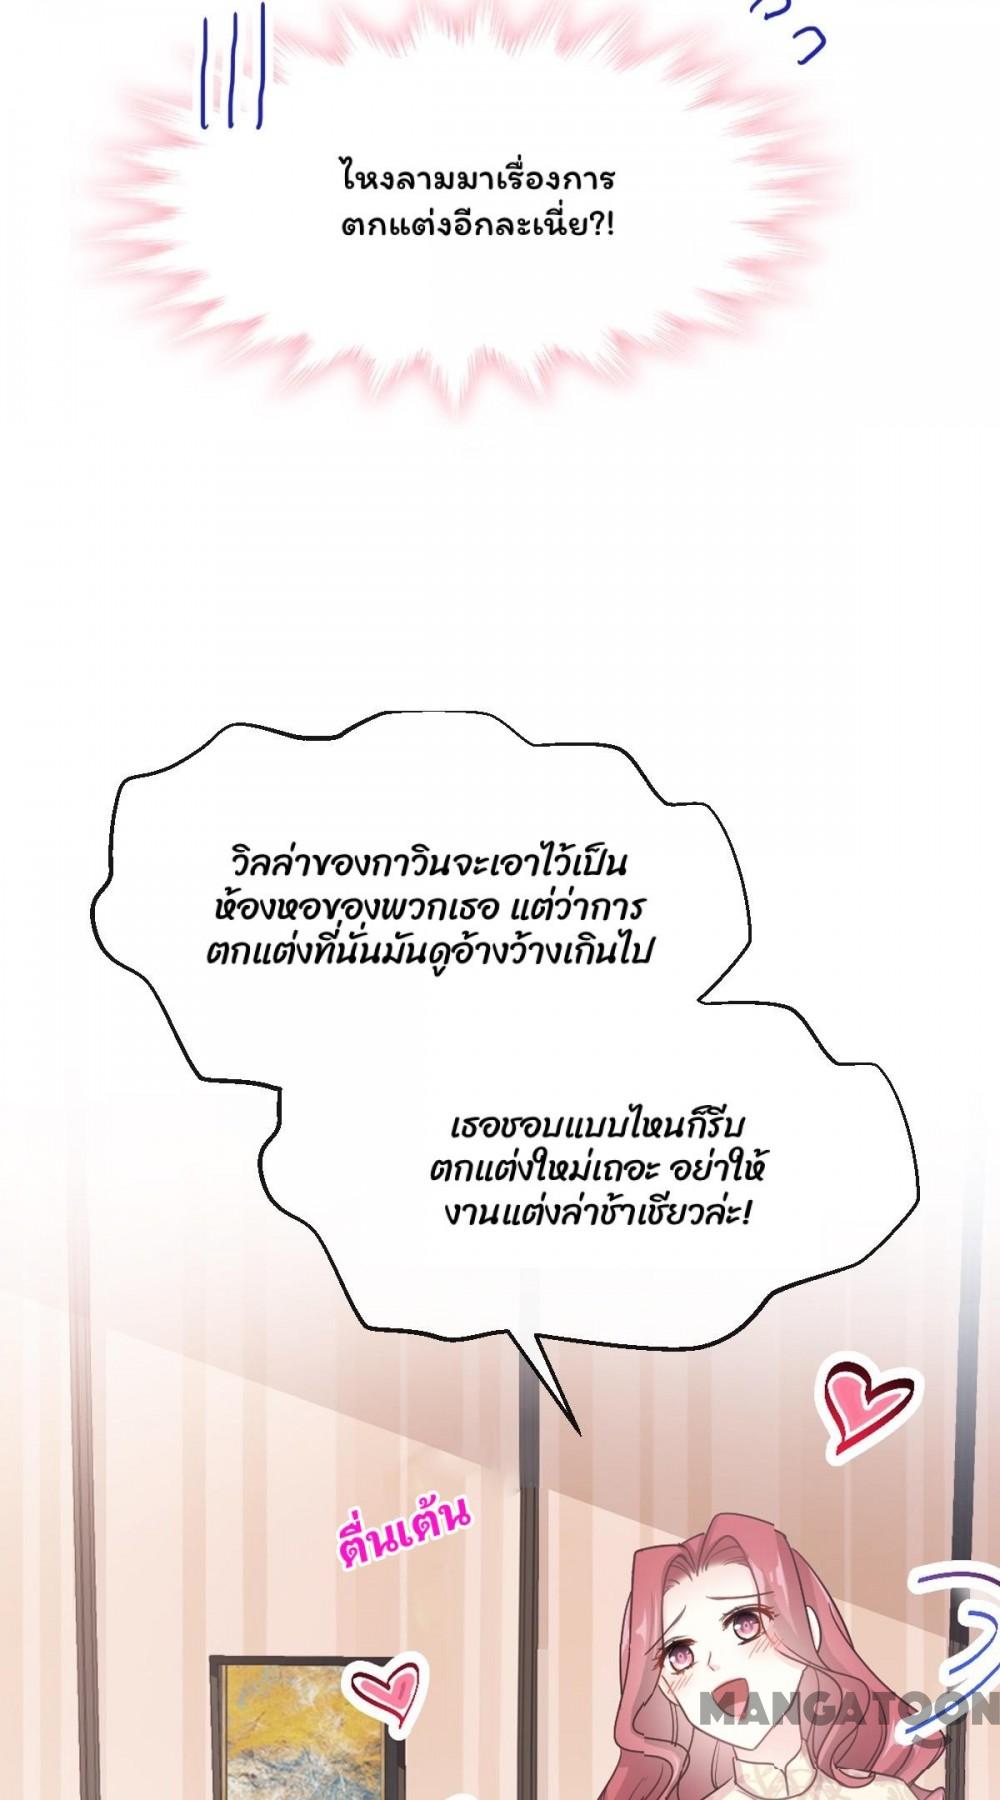 ไหงลามมาเรื่องการ
ตกแต่งอีกละเนี่ย?!
วิลล่าของกาวินจะเอาไว้เป็น
ห้องหอของพวกเธอ แต่ว่าการ
ตกแต่งที่นั่นมันดูอ้างว้างเกินไป
เธอชอบแบบไหนก็รีบ
ตกแต่งใหม่เถอะ อย่าให้
งานแต่งล่าช้าเชียวล่ะ!
ตื่นเต้น
MANGATOON